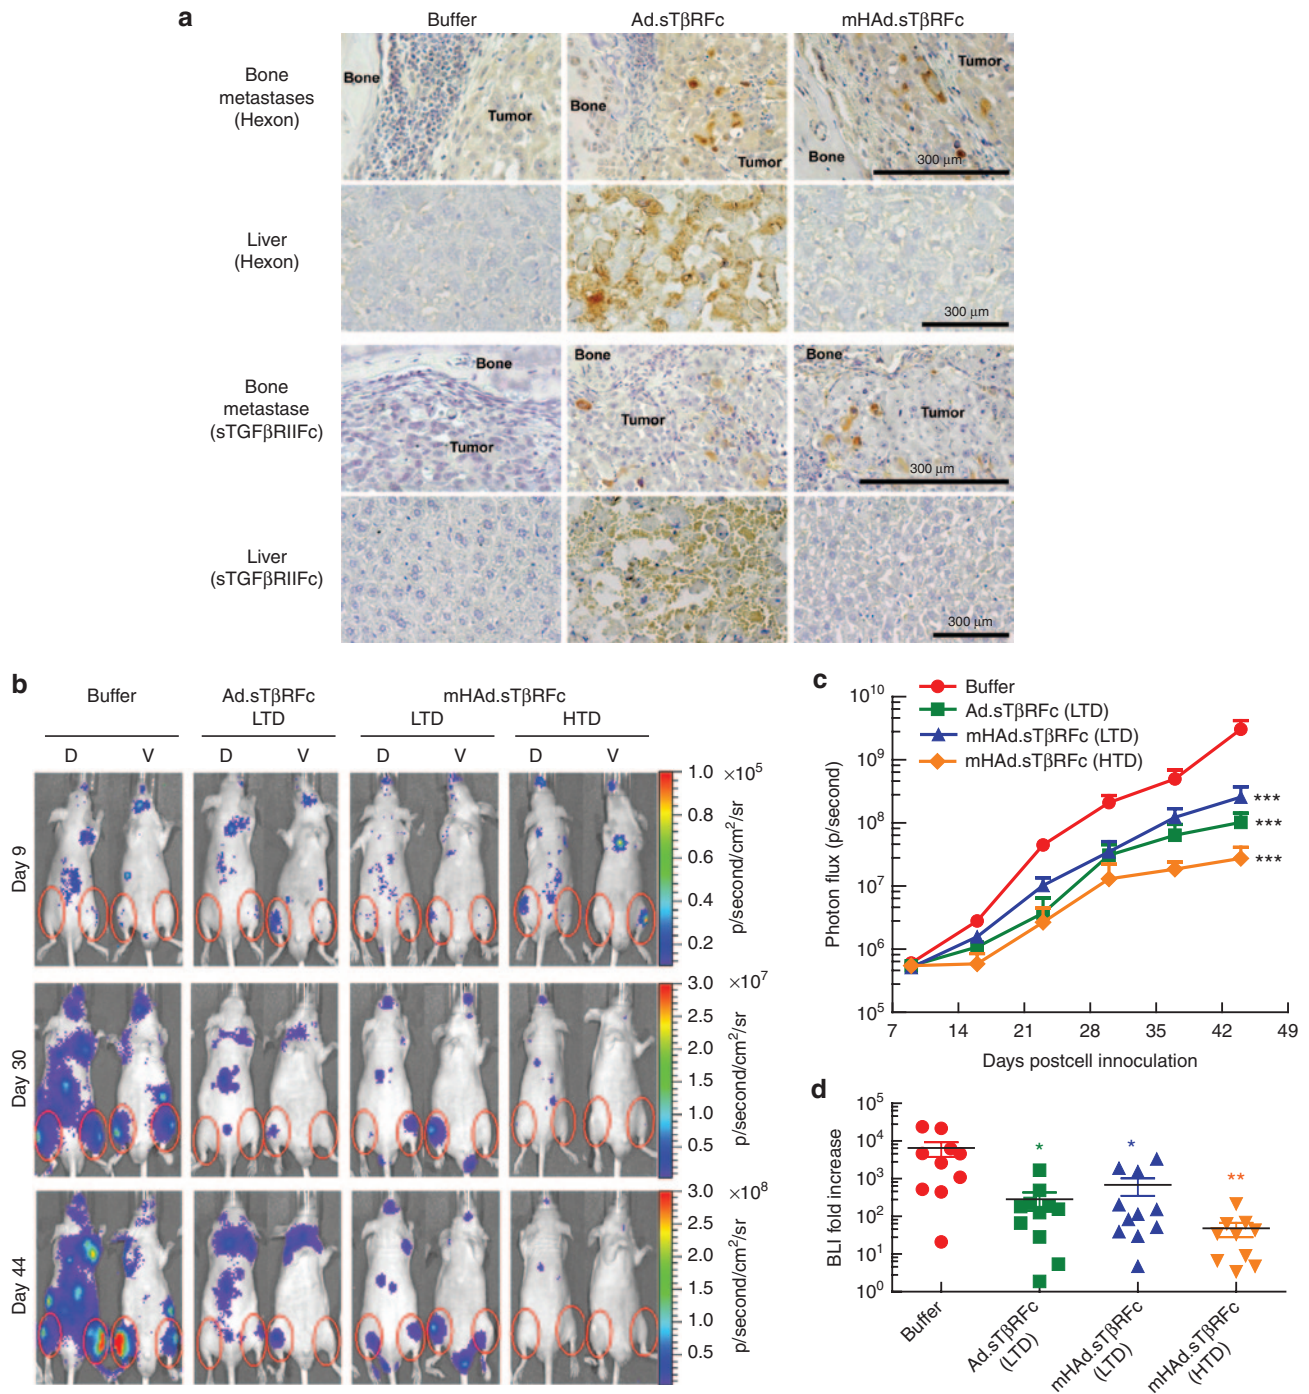 a
Buffer
Ad.sTβRFc
mHAd.sTβRFc
Bone
metastases
(Hexon)
Bone
Tumor
Bone
Tumor
Tumor
Bone
300 μm
Liver
(Hexon)
300 μm
Bone
metastase
(sTGFβRIIFc)
Bone
Tumor
Bone
Tumor
Bone
Tumor
300 μm
Liver
(sTGFβRIIFc)
300 μm
b
Buffer
Ad.sTβRFc
LTD
mHAd.sTβRFc
LTD
HTD
D
V
D
V
D
V
D
V
Day 9
1.0 ×10⁵
0.8
0.6
0.4
0.2
p/second/cm²/sr
Day 30
3.0 ×10⁷
2.0
1.5
1.0
0.5
p/second/cm²/sr
Day 44
3.0 ×10⁸
2.0
1.5
1.0
0.5
p/second/cm²/sr
c
Buffer
Ad.sTβRFc (LTD)
mHAd.sTβRFc (LTD)
mHAd.sTβRFc (HTD)
Photon flux (p/second)
10¹⁰
10⁹
10⁸
10⁷
10⁶
10⁵
***
***
***
7 14 21 28 35 42 49
Days postcell innoculation
d
BLI fold increase
10⁵
10⁴
10³
10²
10¹
10⁰
*
*
**
Buffer
Ad.sTβRFc
(LTD)
mHAd.sTβRFc
(LTD)
mHAd.sTβRFc
(HTD)